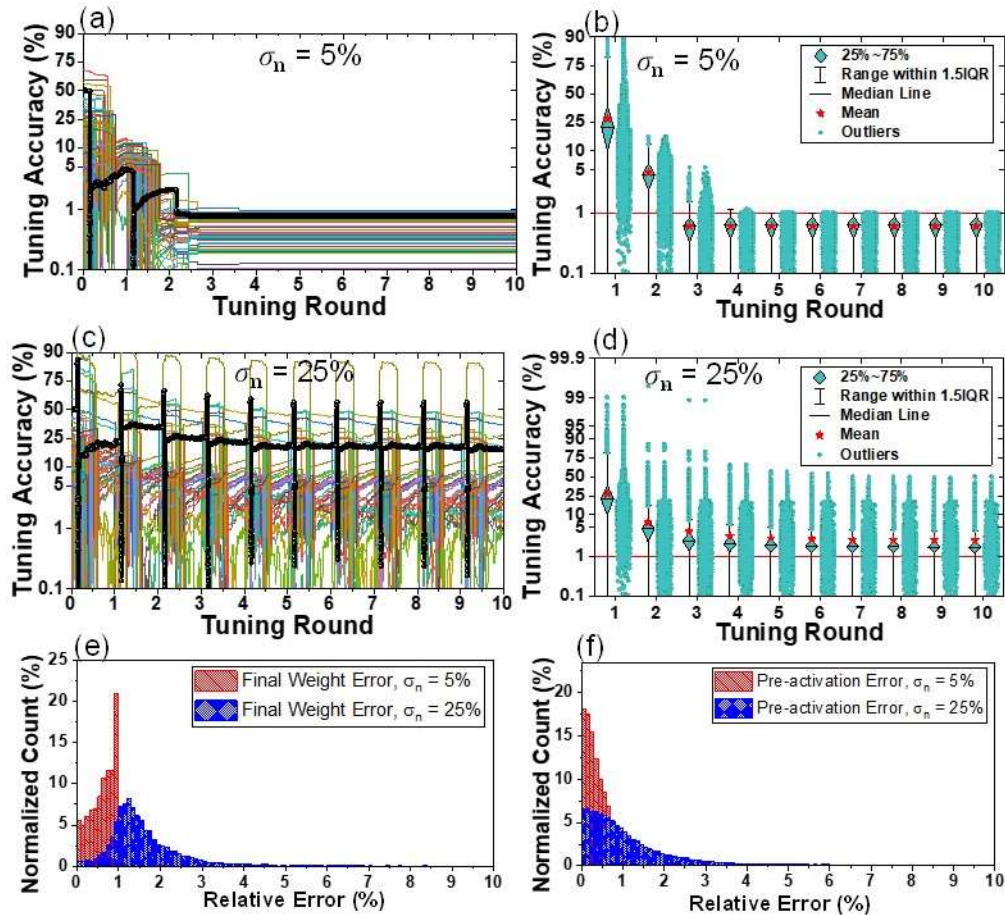 (a)
σn = 5%
Tuning Accuracy (%)
90
75
50
25
10
5
1
0.1
0 1 2 3 4 5 6 7 8 9 10
Tuning Round
(b)
σn = 5%
25%~75%
Range within 1.5IQR
Median Line
Mean
Outliers
Tuning Accuracy (%)
90
75
50
25
10
5
1
0.1
1 2 3 4 5 6 7 8 9 10
Tuning Round
(c)
σn = 25%
Tuning Accuracy (%)
90
75
50
25
10
5
1
0.1
0 1 2 3 4 5 6 7 8 9 10
Tuning Round
(d)
σn = 25%
25%~75%
Range within 1.5IQR
Median Line
Mean
Outliers
Tuning Accuracy (%)
99.9
99
95
90
75
50
25
10
5
1
0.1
1 2 3 4 5 6 7 8 9 10
Tuning Round
(e)
Final Weight Error, σn = 5%
Final Weight Error, σn = 25%
Normalized Count (%)
25
20
15
10
5
0
0 1 2 3 4 5 6 7 8 9 10
Relative Error (%)
(f)
Pre-activation Error, σn = 5%
Pre-activation Error, σn = 25%
Normalized Count (%)
20
15
10
5
0
0 1 2 3 4 5 6 7 8 9 10
Relative Error (%)